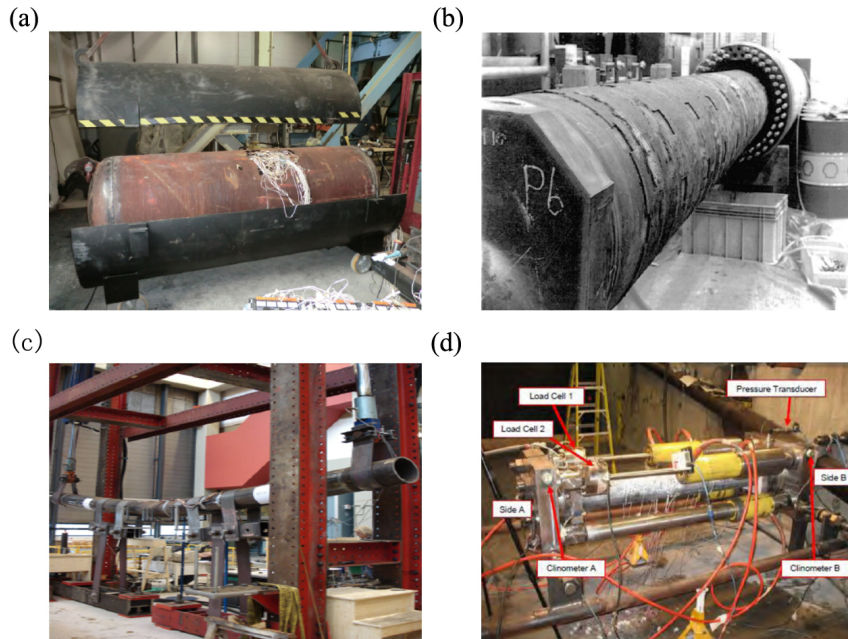 (a)
(b)
P6
(c)
(d)
Pressure Transducer
Load Cell 1
Load Cell 2
Side B
Side A
Clinometer A
Clinometer B